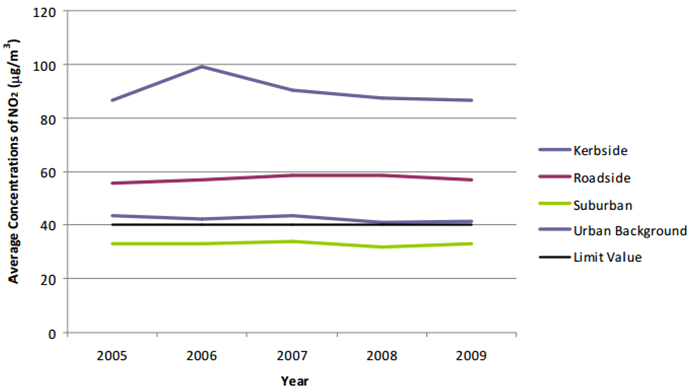 Average Concentrations of NO₂ (µg/m³)
120
100
80
60
40
20
0
2005 2006 2007 2008 2009
Year
Kerbside
Roadside
Suburban
Urban Background
Limit Value